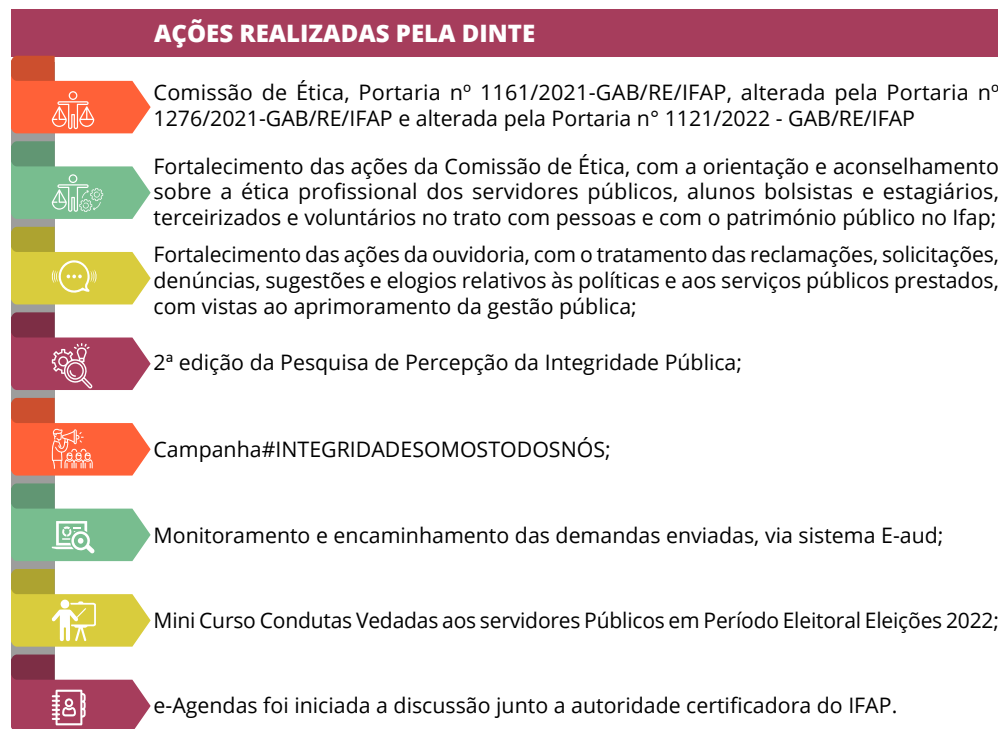 AÇÕES REALIZADAS PELA DINTE
Comissão de Ética, Portaria nº 1161/2021-GAB/RE/IFAP, alterada pela Portaria nº
1276/2021-GAB/RE/IFAP e alterada pela Portaria n° 1121/2022 - GAB/RE/IFAP
Fortalecimento das ações da Comissão de Ética, com a orientação e aconselhamento
sobre a ética profissional dos servidores públicos, alunos bolsistas e estagiários,
terceirizados e voluntários no trato com pessoas e com o património público no Ifap;
Fortalecimento das ações da ouvidoria, com o tratamento das reclamações, solicitações,
denúncias, sugestões e elogios relativos às políticas e aos serviços públicos prestados,
com vistas ao aprimoramento da gestão pública;
2ª edição da Pesquisa de Percepção da Integridade Pública;
Campanha#INTEGRIDADESOMOSTODOSNÓS;
Monitoramento e encaminhamento das demandas enviadas, via sistema E-aud;
Mini Curso Condutas Vedadas aos servidores Públicos em Período Eleitoral Eleições 2022;
e-Agendas foi iniciada a discussão junto a autoridade certificadora do IFAP.